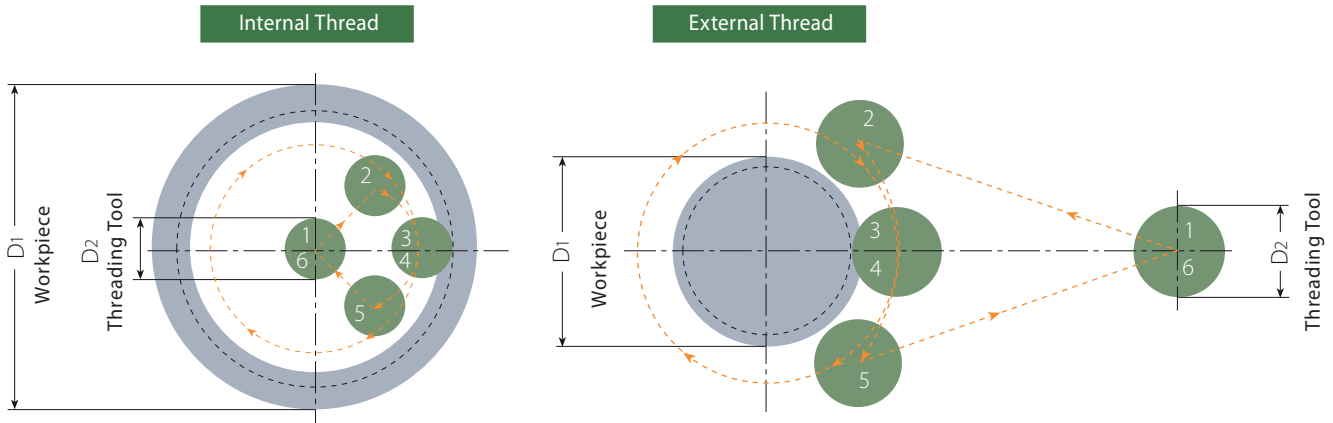 Internal Thread
External Thread
D1
Workpiece
D2
Threading Tool
1
6
2
3
4
5
D1
Workpiece
2
3
4
5
1
6
D2
Threading Tool